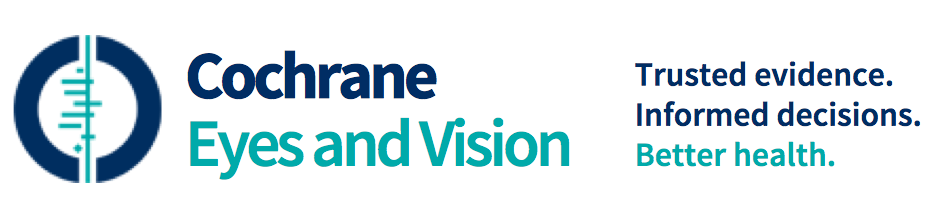 Cochrane
Eyes and Vision
Trusted evidence.
Informed decisions.
Better health.